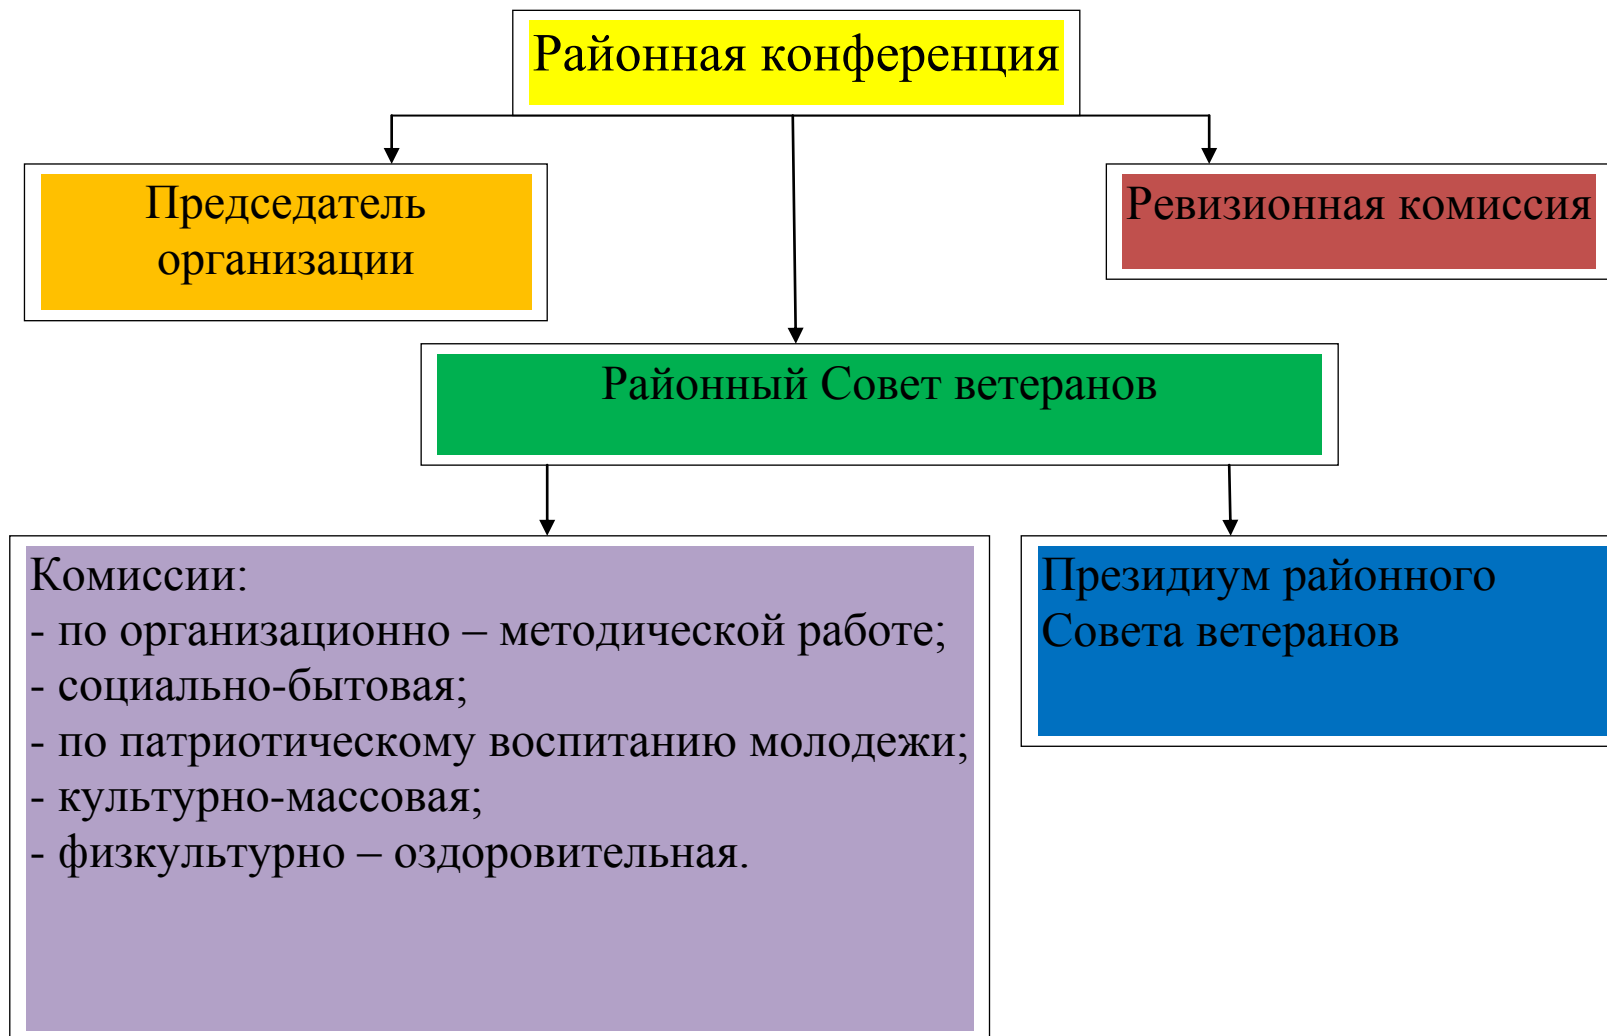 Районная конференция
Председатель
организации
Ревизионная комиссия
Районный Совет ветеранов
Комиссии:
- по организационно – методической работе;
- социально-бытовая;
- по патриотическому воспитанию молодежи;
- культурно-массовая;
- физкультурно – оздоровительная.
Президиум районного
Совета ветеранов